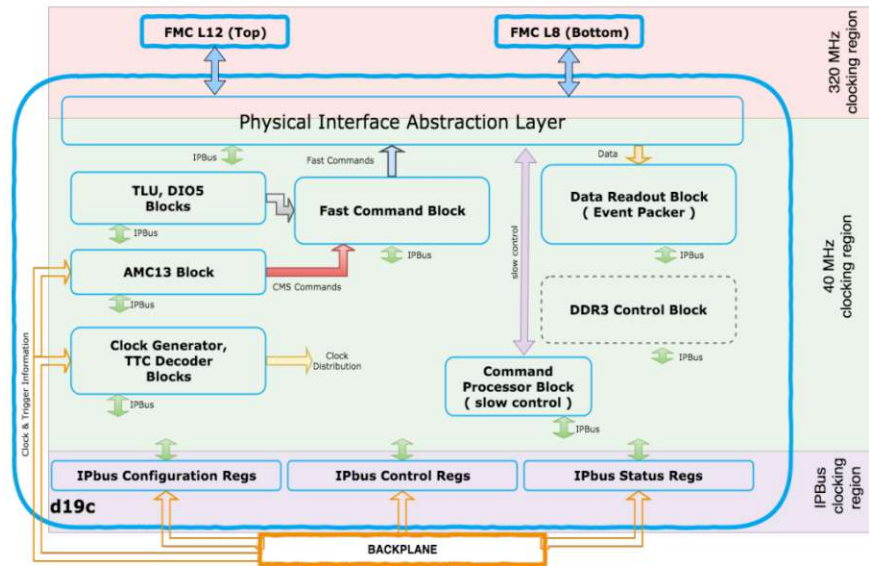 FMC L12 (Top)
FMC L8 (Bottom)
320 MHz
clocking region
Physical Interface Abstraction Layer
IPBus
Fast Commands
Data
TLU, DIO5
Blocks
Fast Command Block
Data Readout Block
( Event Packer )
IPBus
IPBus
IPBus
slow control
AMC13 Block
CMS Commands
DDR3 Control Block
40 MHz
clocking region
IPBus
IPBus
Clock Generator,
TTC Decoder
Blocks
Clock
Distribution
Command
Processor Block
( slow control )
IPBus
IPBus
Clock & Trigger Information
IPbus Configuration Regs
IPbus Control Regs
IPbus Status Regs
IPBus
clocking
region
d19c
BACKPLANE